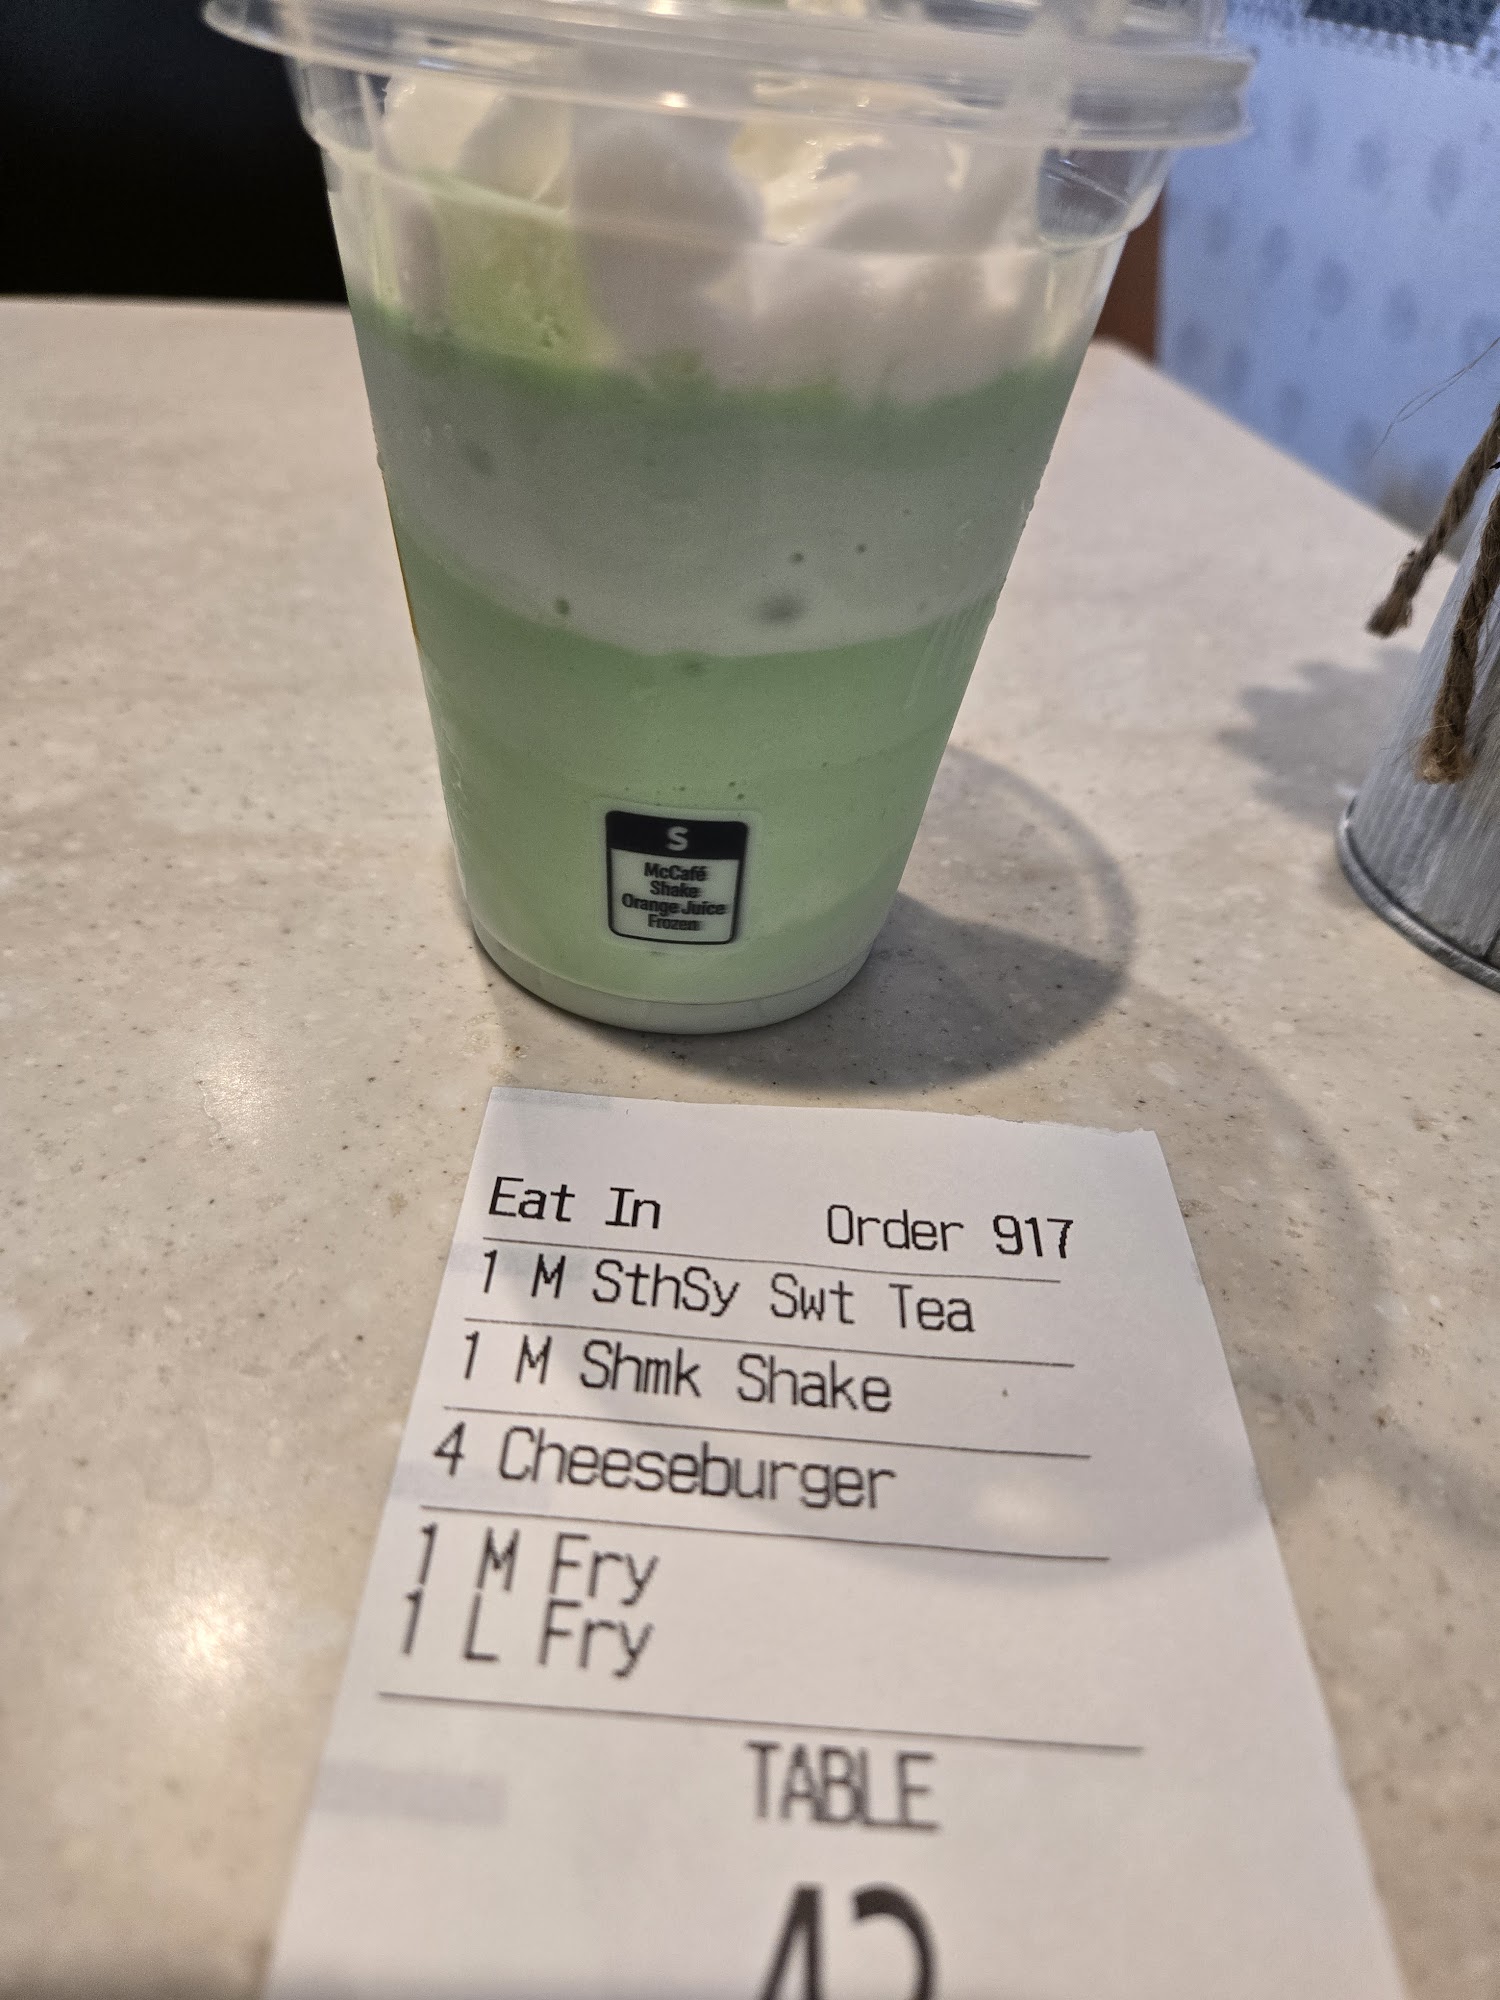 S
McCafé
Shake
Orange Juice
Frozen
Eat In Order 917
1 M SthSy Swt Tea
1 M Shmk Shake
4 Cheeseburger
1 M Fry
1 L Fry
TABLE